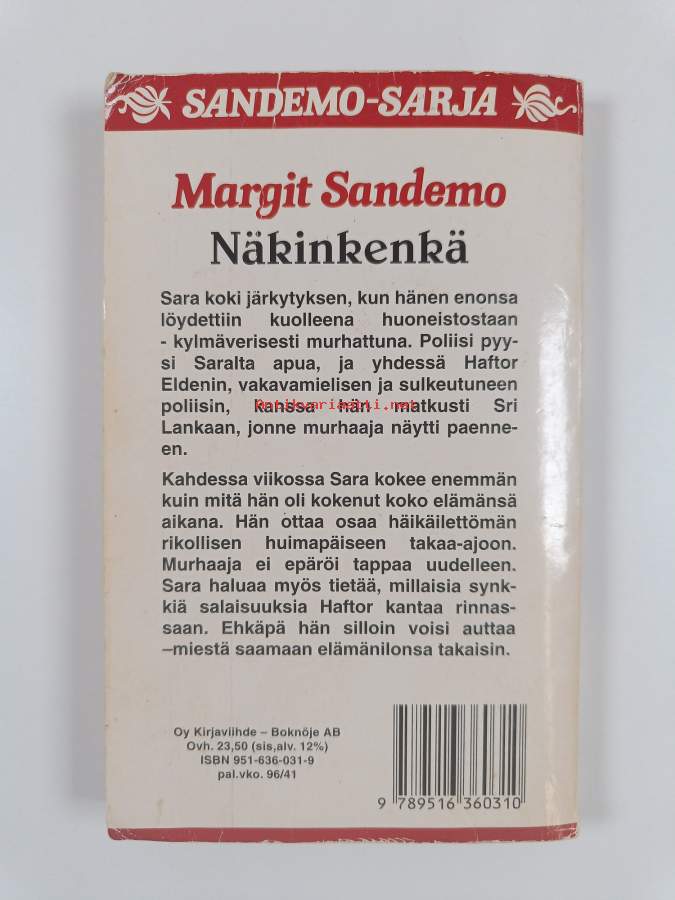 SANDEMO-SARJA
Margit Sandemo
Näkinkenkä
Sara koki järkytyksen, kun hänen enonsa
löydettiin kuolleena huoneistostaan
- kylmäverisesti murhattuna. Poliisi pyy-
si Saralta apua, ja yhdessä Haftor
Eldenin, vakavamielisen ja sulkeutuneen
poliisin, kanssa hän matkusti Sri
Antikvariaatti.net
Lankaan, jonne murhaaja näytti paenne-
en.
Kahdessa viikossa Sara kokee enemmän
kuin mitä hän oli kokenut koko elämänsä
aikana. Hän ottaa osaa häikäilettömän
rikollisen huimapäiseen takaa-ajoon.
Murhaaja ei epäröi tappaa uudelleen.
Sara haluaa myös tietää, millaisia synk-
kiä salaisuuksia Haftor kantaa rinnas-
saan. Ehkäpä hän silloin voisi auttaa
–miestä saamaan elämänilonsa takaisin.
Oy Kirjaviihde – Boknöje AB
Ovh. 23,50 (sis,alv. 12%)
ISBN 951-636-031-9
pal.vko. 96/41
9 789516 360310